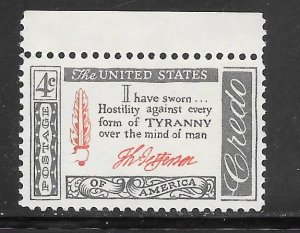 The UNITED STATES
4¢
POSTAGE
I have sworn...
Hostility against every
form of TYRANNY
over the mind of man
Th Jefferson
OF AMERICA
Credo